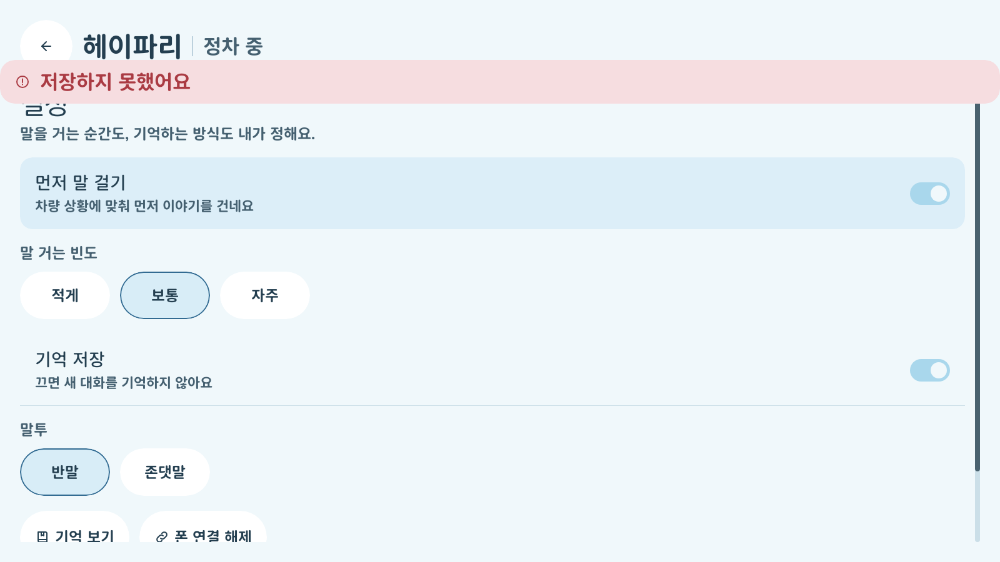 헤이파리
정차 중
저장하지 못했어요
말을 거는 순간도, 기억하는 방식도 내가 정해요.
먼저 말 걸기
차량 상황에 맞춰 먼저 이야기를 건네요
말 거는 빈도
적게
보통
자주
기억 저장
끄면 새 대화를 기억하지 않아요
말투
반말
존댓말
기억 보기
폰 연결 해제